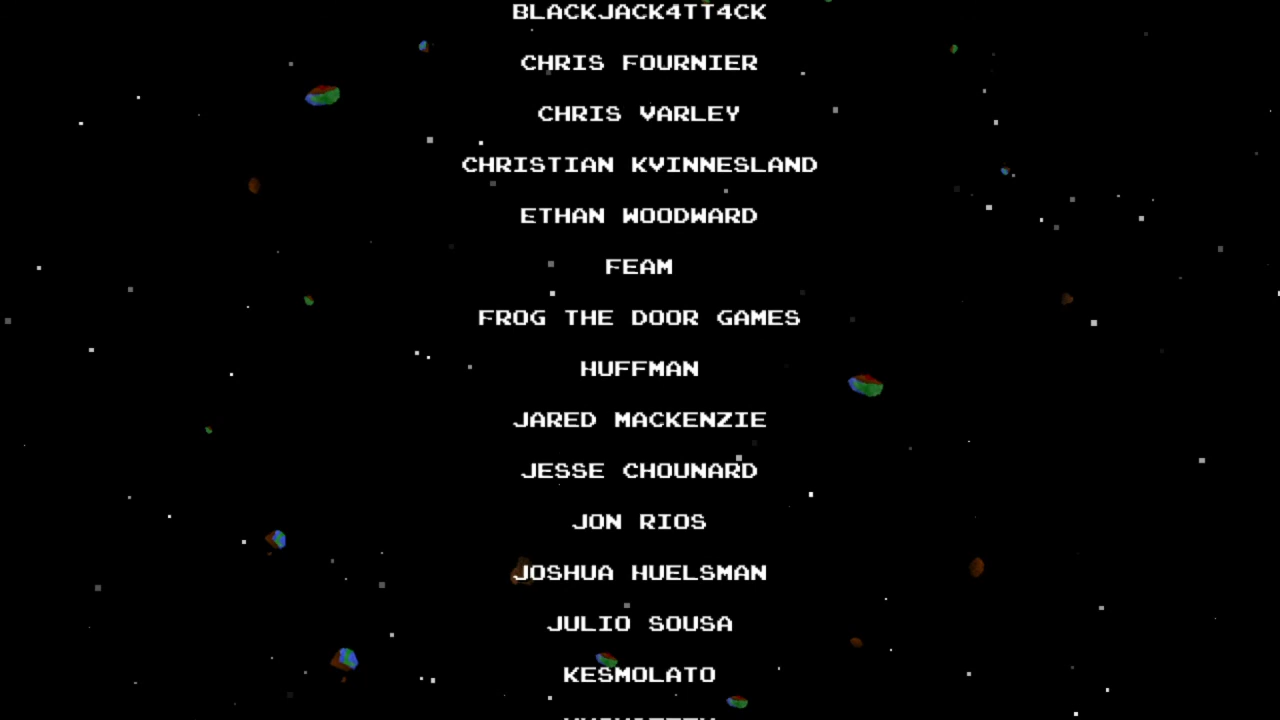 BLACKJACK4TT4CK
CHRIS FOURNIER
CHRIS VARLEY
CHRISTIAN KVINNESLAND
ETHAN WOODWARD
FEAM
FROG THE DOOR GAMES
HUFFMAN
JARED MACKENZIE
JESSE CHOUNARD
JON RIOS
JOSHUA HUELSMAN
JULIO SOUSA
KESMOLATO